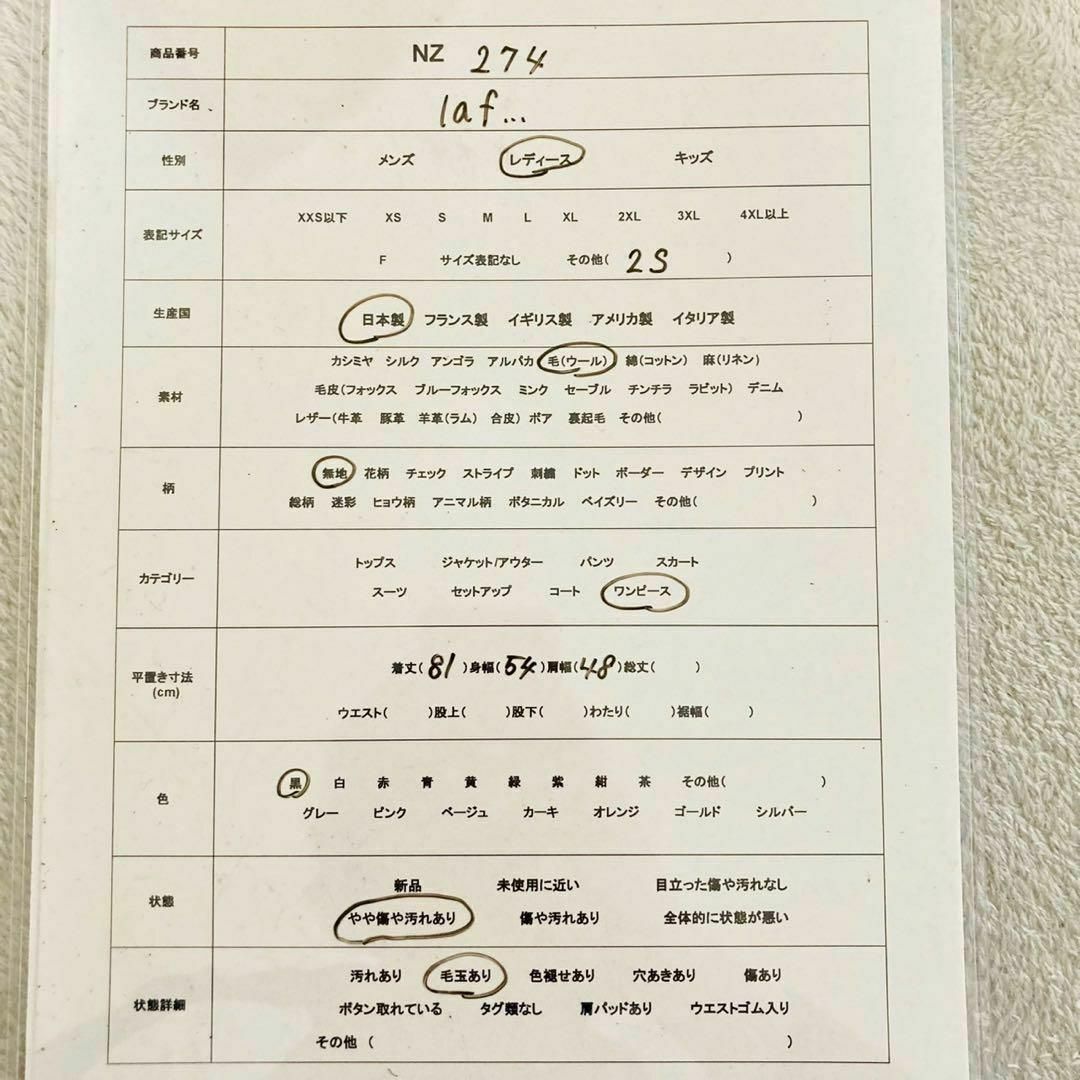 商品番号 NZ 274
ブランド名 、 laf...
性別 メンズ レディース キッズ
表記サイズ
XXS以下 XS S M L XL 2XL 3XL 4XL以上
F サイズ表記なし その他( 2S )
生産国 日本製 フランス製 イギリス製 アメリカ製 イタリア製
素材
カシミヤ シルク アンゴラ アルパカ 毛(ウール) 綿(コットン) 麻(リネン)
毛皮(フォックス ブルーフォックス ミンク セーブル チンチラ ラビット) デニム
レザー(牛革 豚革 羊革(ラム) 合皮) ボア 裏起毛 その他( )
柄
無地 花柄 チェック ストライプ 刺繍 ドット ボーダー デザイン プリント
総柄 迷彩 ヒョウ柄 アニマル柄 ボタニカル ペイズリー その他( )
カテゴリー
トップス ジャケット/アウター パンツ スカート
スーツ セットアップ コート ワンピース
平置き寸法
(cm)
着丈( 81 )身幅( 54 )肩幅( 48 )総丈( )
ウエスト( )股上( )股下( )わたり( )裾幅( )
色
黒 白 赤 青 黄 緑 紫 紺 茶 その他( )
グレー ピンク ベージュ カーキ オレンジ ゴールド シルバー
状態
新品 未使用に近い 目立った傷や汚れなし
やや傷や汚れあり 傷や汚れあり 全体的に状態が悪い
状態詳細
汚れあり 毛玉あり 色褪せあり 穴あきあり 傷あり
ボタン取れている タグ類なし 肩パッドあり ウエストゴム入り
その他 ( )